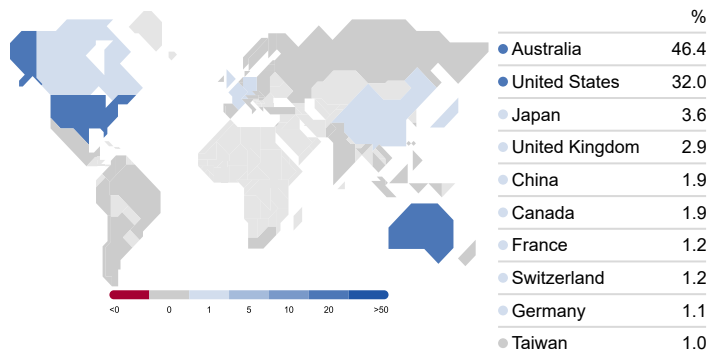 %
Australia 46.4
United States 32.0
Japan 3.6
United Kingdom 2.9
China 1.9
Canada 1.9
France 1.2
Switzerland 1.2
Germany 1.1
Taiwan 1.0
<0 0 1 5 10 20 >50